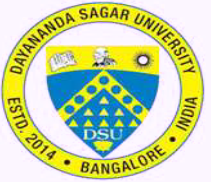 DAYANANDA SAGAR UNIVERSITY
DSU
ESTD. 2014 • BANGALORE • INDIA